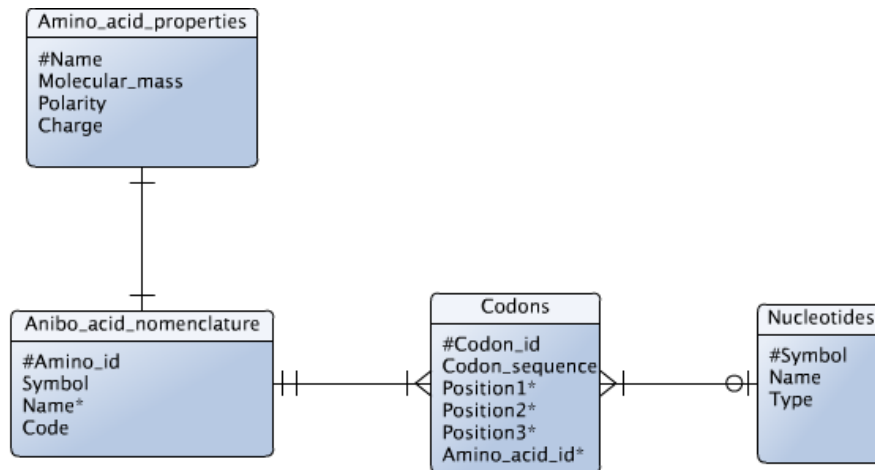 Amino_acid_properties
#Name
Molecular_mass
Polarity
Charge
Anibo_acid_nomenclature
#Amino_id
Symbol
Name*
Code
Codons
#Codon_id
Codon_sequence
Position1*
Position2*
Position3*
Amino_acid_id*
Nucleotides
#Symbol
Name
Type